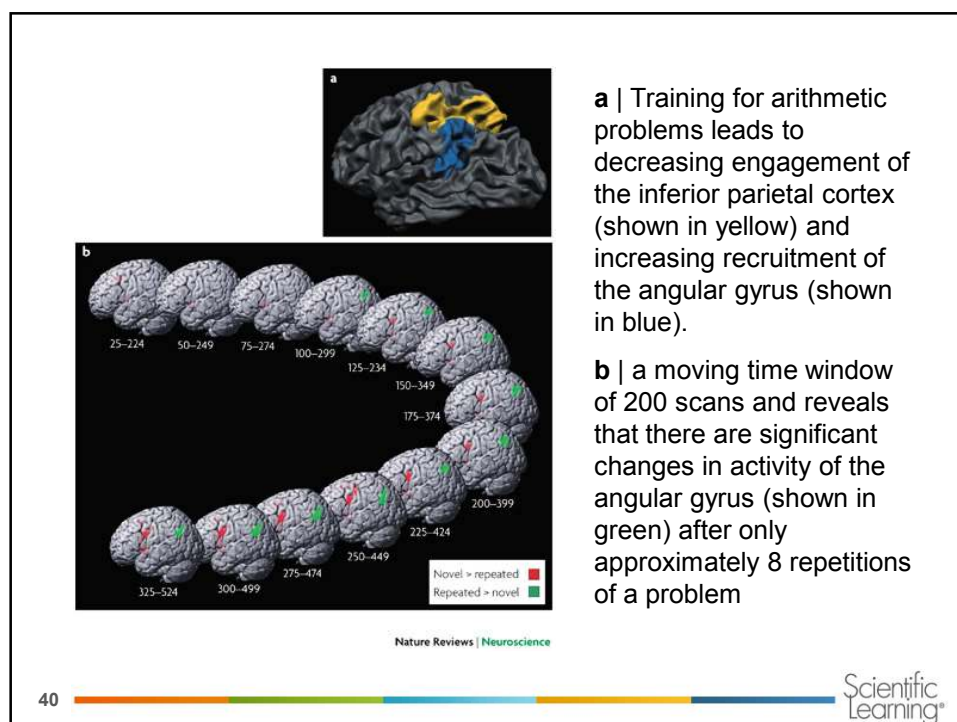 a
a | Training for arithmetic
problems leads to
decreasing engagement of
the inferior parietal cortex
(shown in yellow) and
increasing recruitment of
the angular gyrus (shown
in blue).
b | a moving time window
of 200 scans and reveals
that there are significant
changes in activity of the
angular gyrus (shown in
green) after only
approximately 8 repetitions
of a problem
b
25–224
50–249
75–274
100–299
125–234
150–349
175–374
200–399
225–424
250–449
275–474
300–499
325–524
Novel > repeated
Repeated > novel
Nature Reviews | Neuroscience
40
Scientific
Learning®